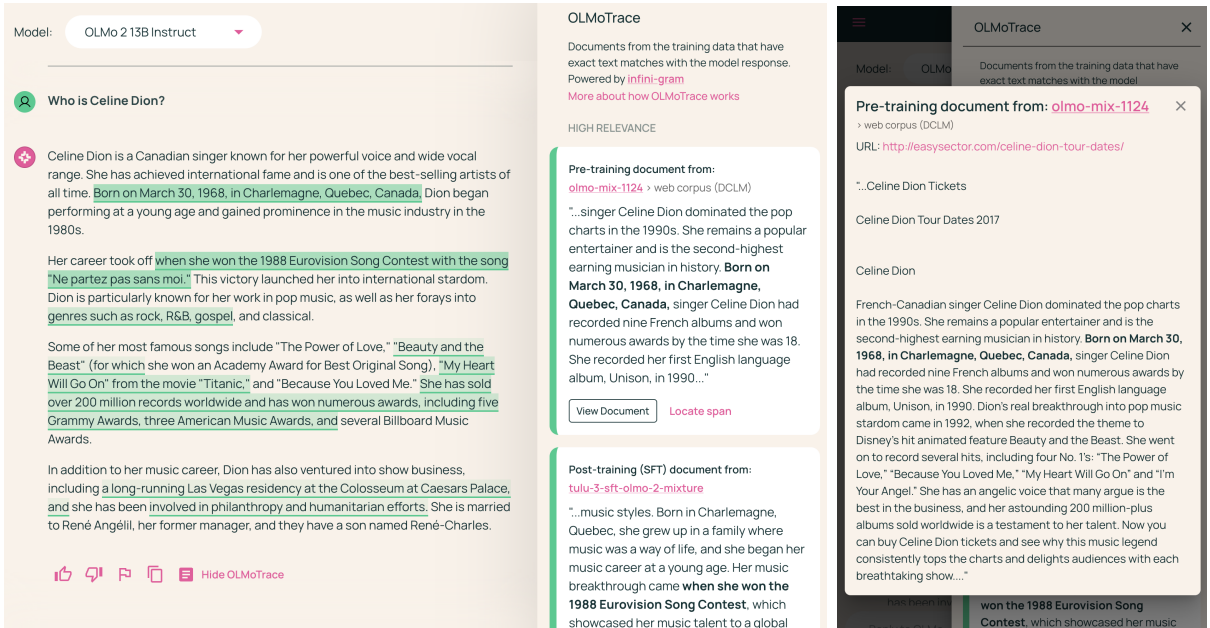 Model:
OLMo 2 13B Instruct
Who is Celine Dion?
Celine Dion is a Canadian singer known for her powerful voice and wide vocal
range. She has achieved international fame and is one of the best-selling artists of
all time. Born on March 30, 1968, in Charlemagne, Quebec, Canada, Dion began
performing at a young age and gained prominence in the music industry in the
1980s.
Her career took off when she won the 1988 Eurovision Song Contest with the song
"Ne partez pas sans moi." This victory launched her into international stardom.
Dion is particularly known for her work in pop music, as well as her forays into
genres such as rock, R&B, gospel, and classical.
Some of her most famous songs include "The Power of Love," "Beauty and the
Beast" (for which she won an Academy Award for Best Original Song), "My Heart
Will Go On" from the movie "Titanic," and "Because You Loved Me." She has sold
over 200 million records worldwide and has won numerous awards, including five
Grammy Awards, three American Music Awards, and several Billboard Music
Awards.
In addition to her music career, Dion has also ventured into show business,
including a long-running Las Vegas residency at the Colosseum at Caesars Palace,
and she has been involved in philanthropy and humanitarian efforts. She is married
to René Angélil, her former manager, and they have a son named René-Charles.
Hide OLMoTrace
OLMoTrace
Documents from the training data that have
exact text matches with the model response.
Powered by infini-gram
More about how OLMoTrace works
HIGH RELEVANCE
Pre-training document from:
olmo-mix-1124 > web corpus (DCLM)
"...singer Celine Dion dominated the pop
charts in the 1990s. She remains a popular
entertainer and is the second-highest
earning musician in history. Born on
March 30, 1968, in Charlemagne,
Quebec, Canada, singer Celine Dion had
recorded nine French albums and won
numerous awards by the time she was 18.
She recorded her first English language
album, Unison, in 1990..."
View Document
Locate span
Post-training (SFT) document from:
tulu-3-sft-olmo-2-mixture
"...music styles. Born in Charlemagne,
Quebec, she grew up in a family where
music was a way of life, and she began her
music career at a young age. Her music
breakthrough came when she won the
1988 Eurovision Song Contest, which
showcased her music talent to a global
OLMoTrace
Model:
OLMo
Documents from the training data that have
exact text matches with the model
Pre-training document from: olmo-mix-1124
> web corpus (DCLM)
URL: http://easysector.com/celine-dion-tour-dates/
"...Celine Dion Tickets
Celine Dion Tour Dates 2017
Celine Dion
French-Canadian singer Celine Dion dominated the pop charts
in the 1990s. She remains a popular entertainer and is the
second-highest earning musician in history. Born on March 30,
1968, in Charlemagne, Quebec, Canada, singer Celine Dion
had recorded nine French albums and won numerous awards by
the time she was 18. She recorded her first English language
album, Unison, in 1990. Dion's real breakthrough into pop music
stardom came in 1992, when she recorded the theme to
Disney's hit animated feature Beauty and the Beast. She went
on to record several hits, including four No. 1's: “The Power of
Love,” “Because You Loved Me,” “My Heart Will Go On” and “I'm
Your Angel.” She has an angelic voice that many argue is the
best in the business, and her astounding 200 million-plus
albums sold worldwide is a testament to her talent. Now you
can buy Celine Dion tickets and see why this music legend
consistently tops the charts and delights audiences with each
breathtaking show...."
has been inv
won the 1988 Eurovision Song
Contest, which showcased her music